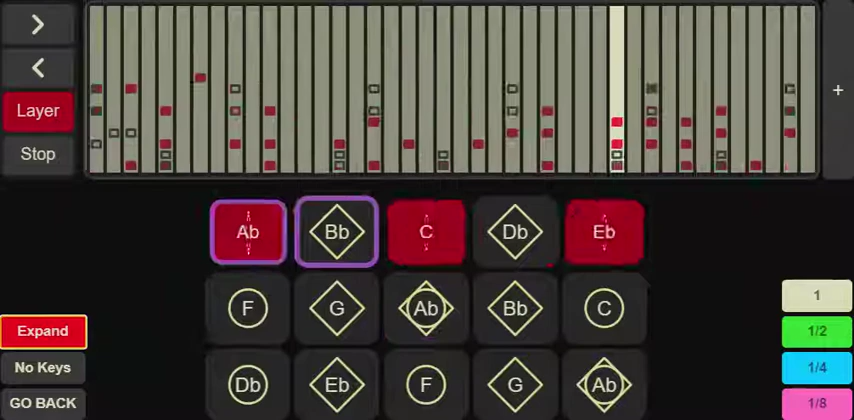 >
<
Layer
Stop
+
Ab Bb C Db Eb
F G Ab Bb C
Db Eb F G Ab
Expand
No Keys
GO BACK
1
1/2
1/4
1/8